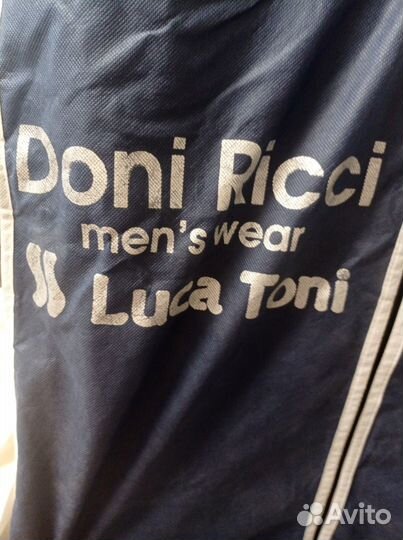 Doni Ricci
men's wear
Luca Toni
Avito